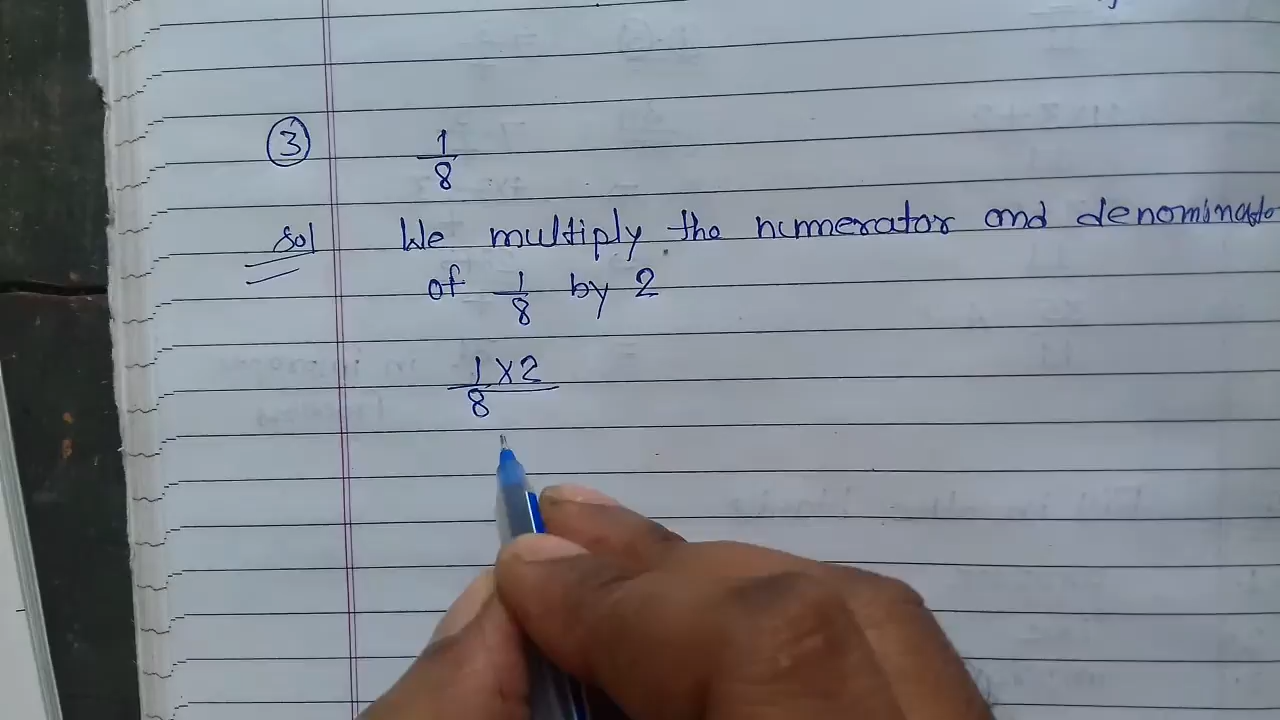 ③ 1/8
Sol We multiply the numerator and denominato
of 1/8 by 2
1 x 2
8